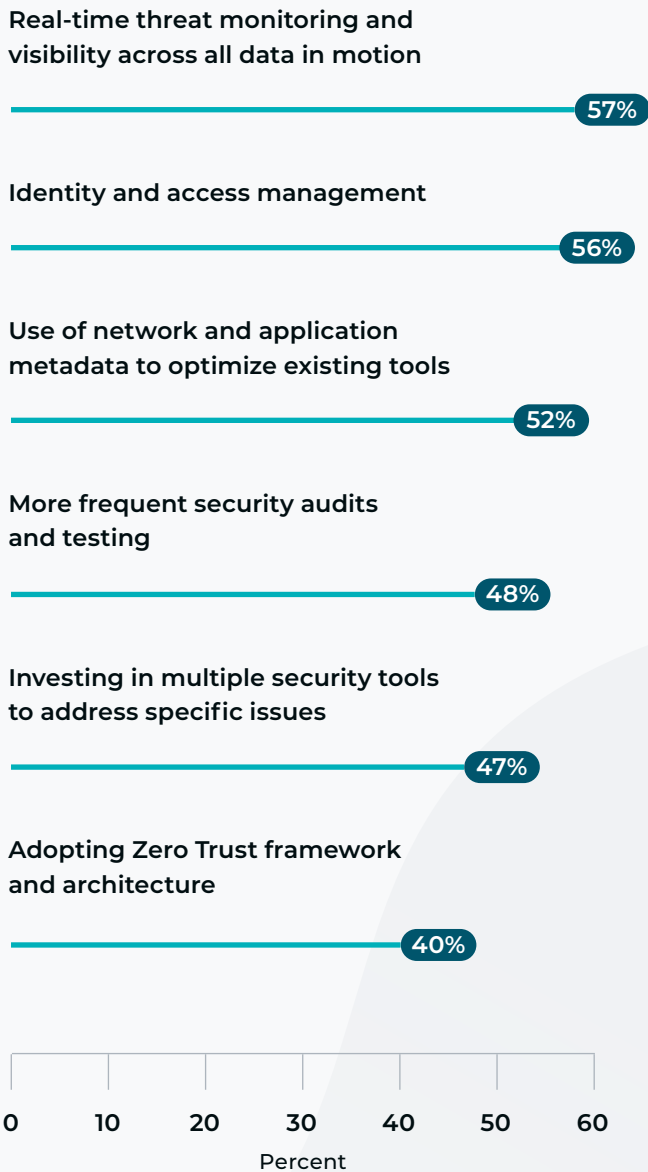 Real-time threat monitoring and
visibility across all data in motion
57%
Identity and access management
56%
Use of network and application
metadata to optimize existing tools
52%
More frequent security audits
and testing
48%
Investing in multiple security tools
to address specific issues
47%
Adopting Zero Trust framework
and architecture
40%
0 10 20 30 40 50 60
Percent